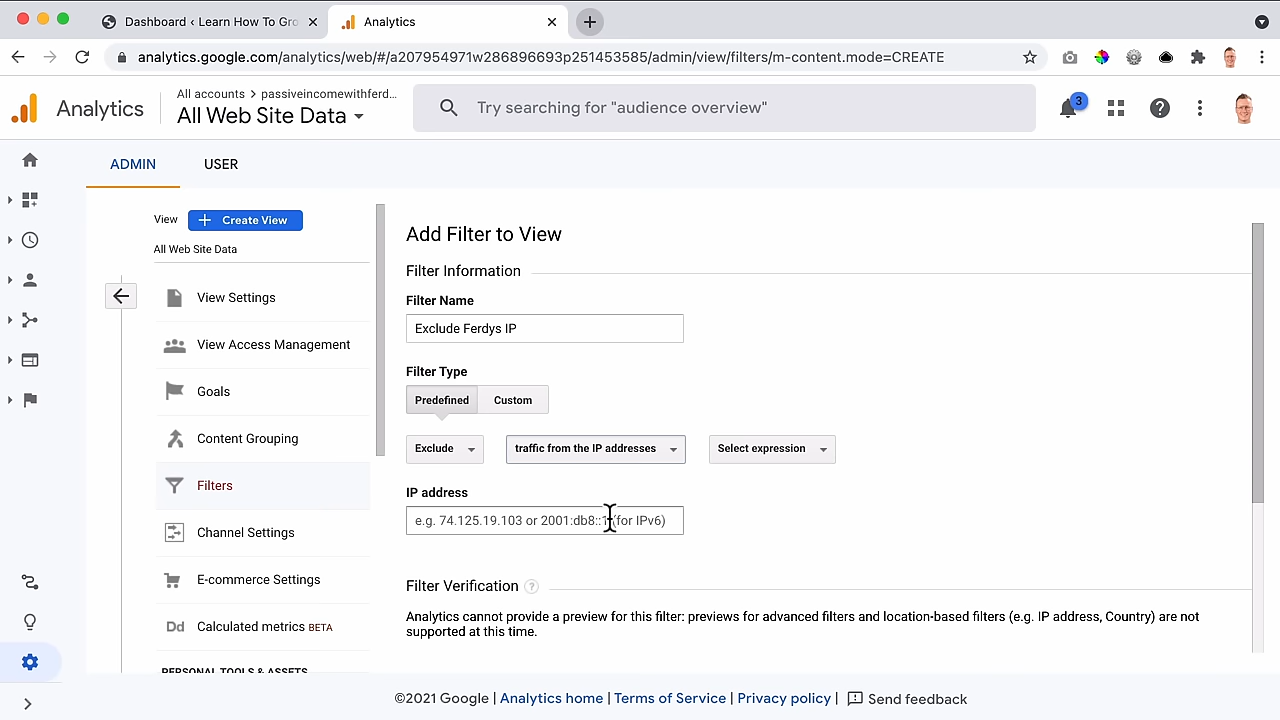 Dashboard ‹ Learn How To Gro
Analytics
analytics.google.com/analytics/web/#/a207954971w286896693p251453585/admin/view/filters/m-content.mode=CREATE
Analytics
All accounts > passiveincomewithferd...
All Web Site Data
Try searching for "audience overview"
3
ADMIN
USER
View
Create View
All Web Site Data
View Settings
View Access Management
Goals
Content Grouping
Filters
Channel Settings
E-commerce Settings
Dd Calculated metrics BETA
PERSONAL TOOLS & ASSETS
Add Filter to View
Filter Information
Filter Name
Exclude Ferdys IP
Filter Type
Predefined
Custom
Exclude
traffic from the IP addresses
Select expression
IP address
e.g. 74.125.19.103 or 2001:db8::1 (for IPv6)
Filter Verification ?
Analytics cannot provide a preview for this filter: previews for advanced filters and location-based filters (e.g. IP address, Country) are not
supported at this time.
©2021 Google | Analytics home | Terms of Service | Privacy policy | Send feedback